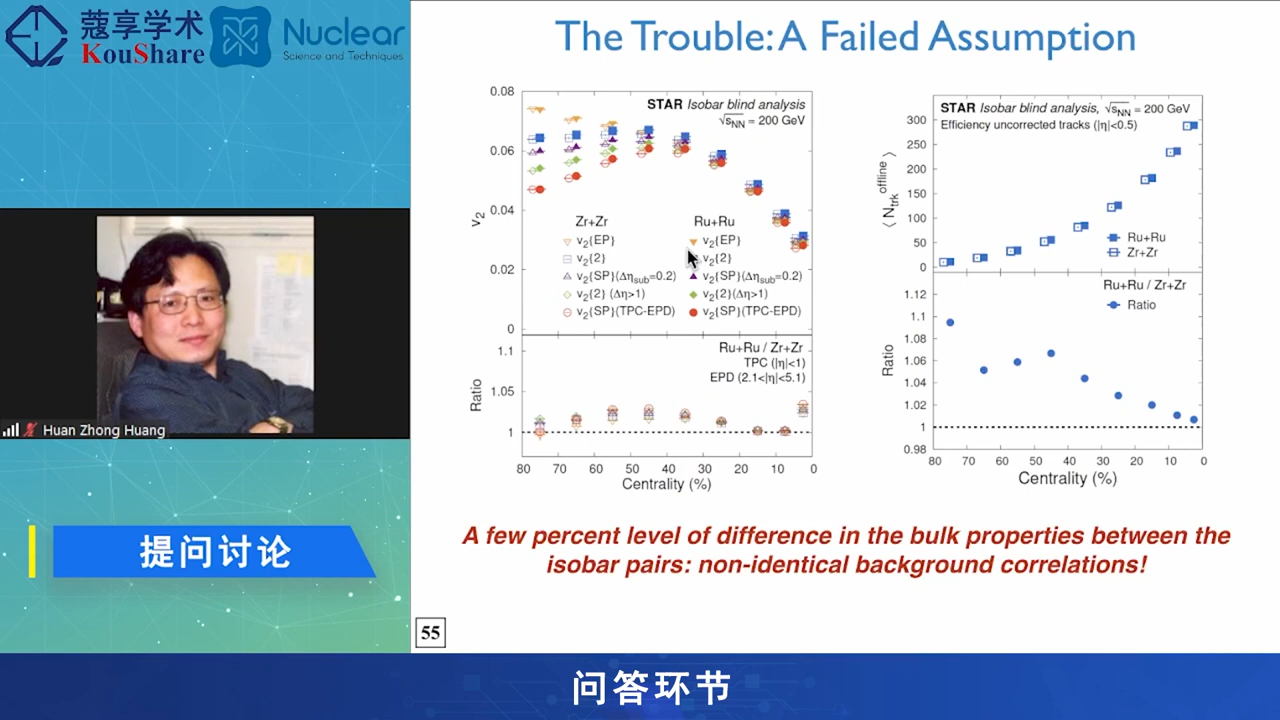 蔻享学术
KouShare
Nuclear
Science and Techniques
Huan Zhong Huang
提问讨论
The Trouble: A Failed Assumption
0.08
0.06
0.04
0.02
0
v₂
STAR Isobar blind analysis
√sNN = 200 GeV
Zr+Zr
Ru+Ru
v₂{EP}
v₂{EP}
v₂{2}
v₂{2}
v₂{SP}(Δηsub=0.2)
v₂{SP}(Δηsub=0.2)
v₂{2} (Δη>1)
v₂{2}(Δη>1)
v₂{SP}(TPC-EPD)
v₂{SP}(TPC-EPD)
Ratio
1.1
1.05
1
Ru+Ru / Zr+Zr
TPC (|η|<1)
EPD (2.1<|η|<5.1)
80 70 60 50 40 30 20 10 0
Centrality (%)
STAR Isobar blind analysis, √sNN = 200 GeV
Efficiency uncorrected tracks (|η|<0.5)
⟨ Ntrk offline ⟩
300
250
200
150
100
50
0
Ru+Ru
Zr+Zr
Ru+Ru / Zr+Zr
Ratio
Ratio
1.12
1.1
1.08
1.06
1.04
1.02
1
0.98
80 70 60 50 40 30 20 10 0
Centrality (%)
A few percent level of difference in the bulk properties between the
isobar pairs: non-identical background correlations!
55
问答环节